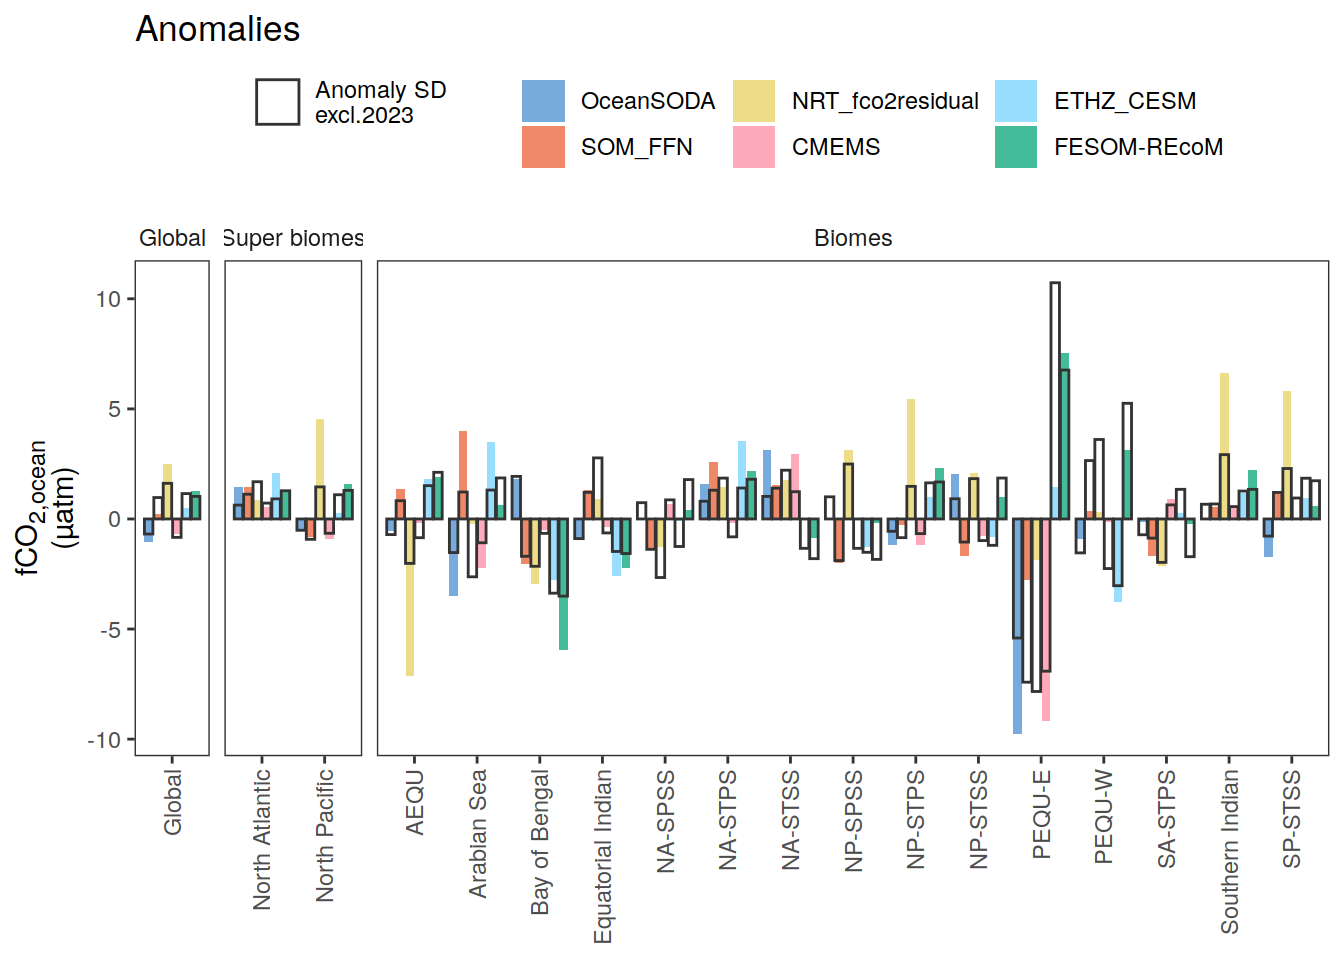 Anomalies
Anomaly SD
excl.2023
OceanSODA
NRT_fco2residual
ETHZ_CESM
SOM_FFN
CMEMS
FESOM-REcoM
Global
Super biomes
Biomes
10
5
0
-5
-10
fCO2,ocean
(µatm)
Global
North Atlantic
North Pacific
AEQU
Arabian Sea
Bay of Bengal
Equatorial Indian
NA-SPSS
NA-STPS
NA-STSS
NP-SPSS
NP-STPS
NP-STSS
PEQU-E
PEQU-W
SA-STPS
Southern Indian
SP-STSS